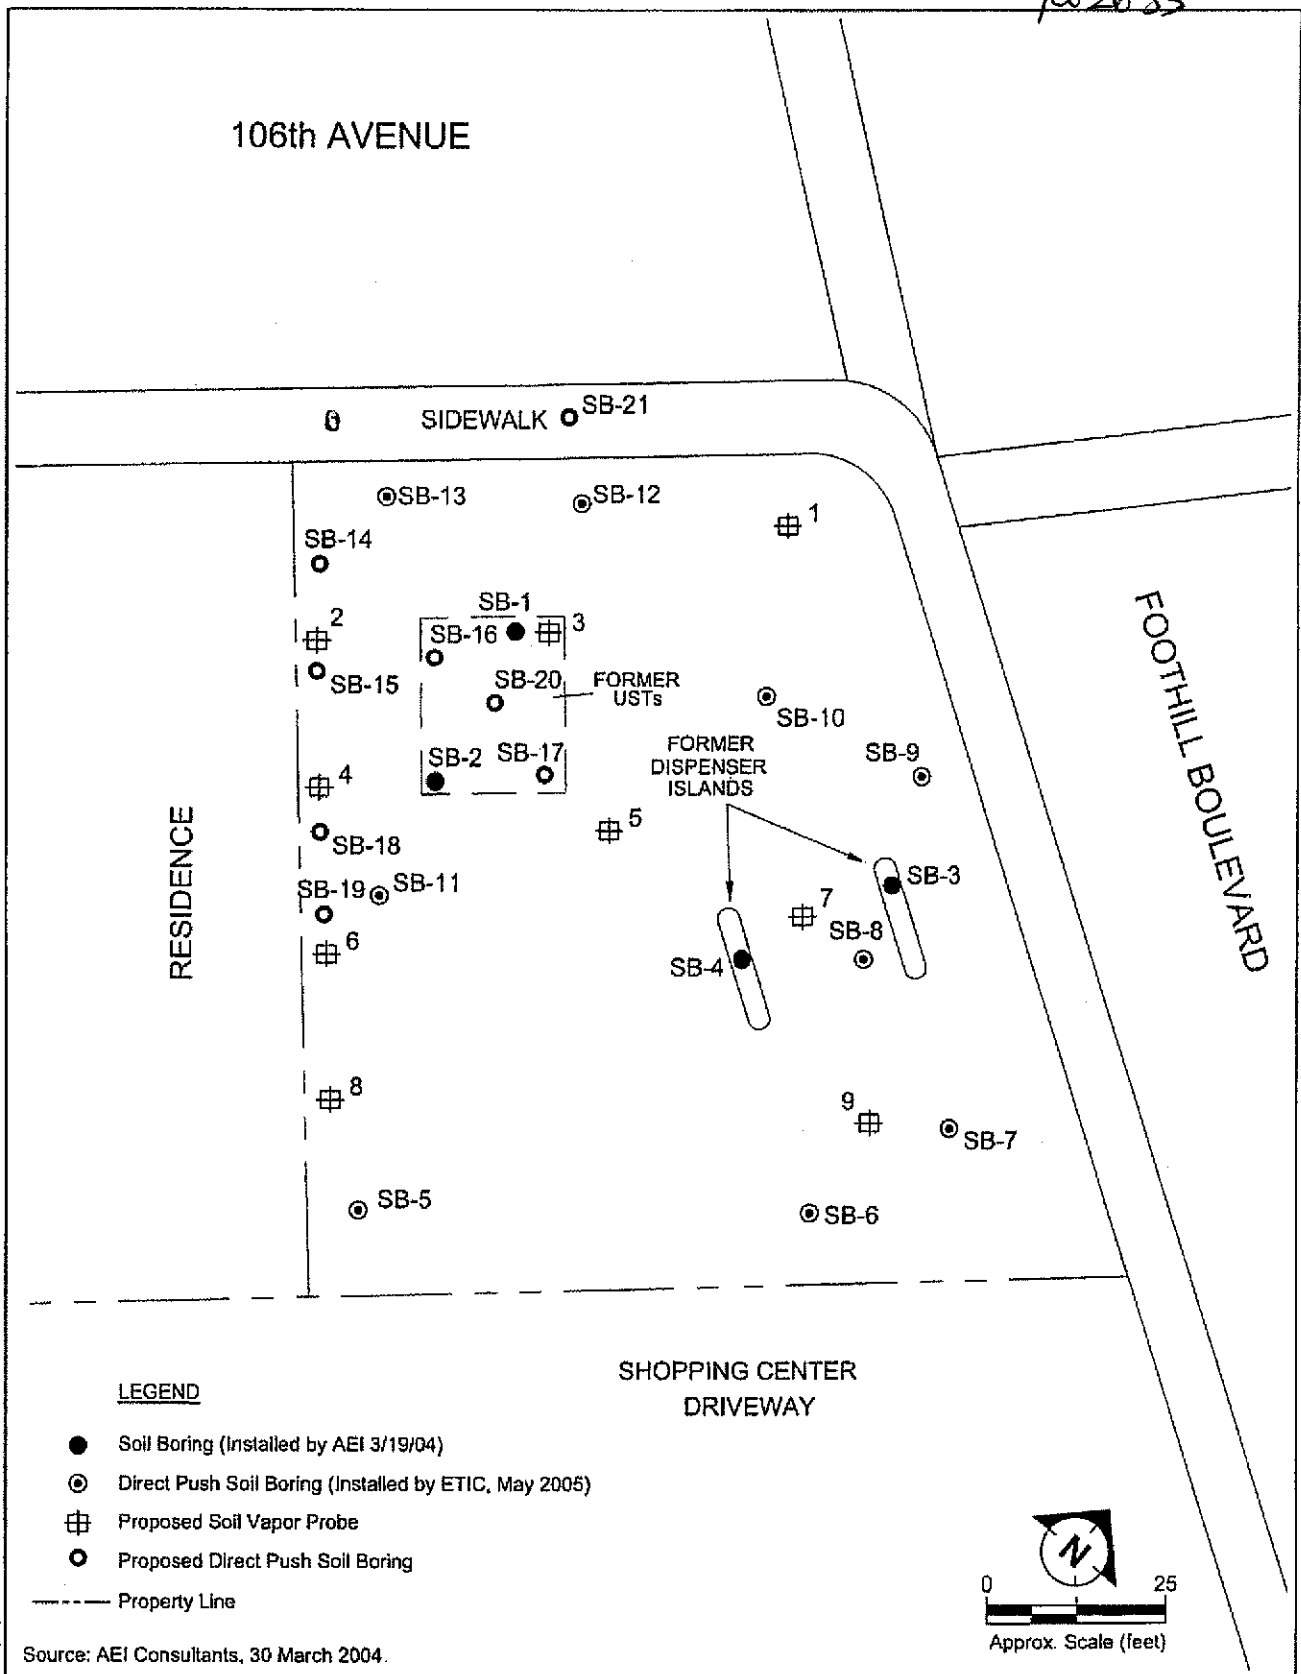 106th AVENUE
SIDEWALK
SB-21
SB-13
SB-12
1
SB-14
2
SB-1
3
SB-16
SB-15
SB-20
FORMER
USTs
SB-10
SB-2
SB-17
FORMER
DISPENSER
ISLANDS
SB-9
4
5
SB-18
SB-19
SB-11
SB-3
6
7
SB-8
SB-4
RESIDENCE
FOOTHILL BOULEVARD
8
9
SB-7
SB-5
SB-6
SHOPPING CENTER
DRIVEWAY
LEGEND
Soil Boring (Installed by AEI 3/19/04)
Direct Push Soil Boring (Installed by ETIC, May 2005)
Proposed Soil Vapor Probe
Proposed Direct Push Soil Boring
Property Line
N
0 25
Approx. Scale (feet)
Source: AEI Consultants, 30 March 2004.